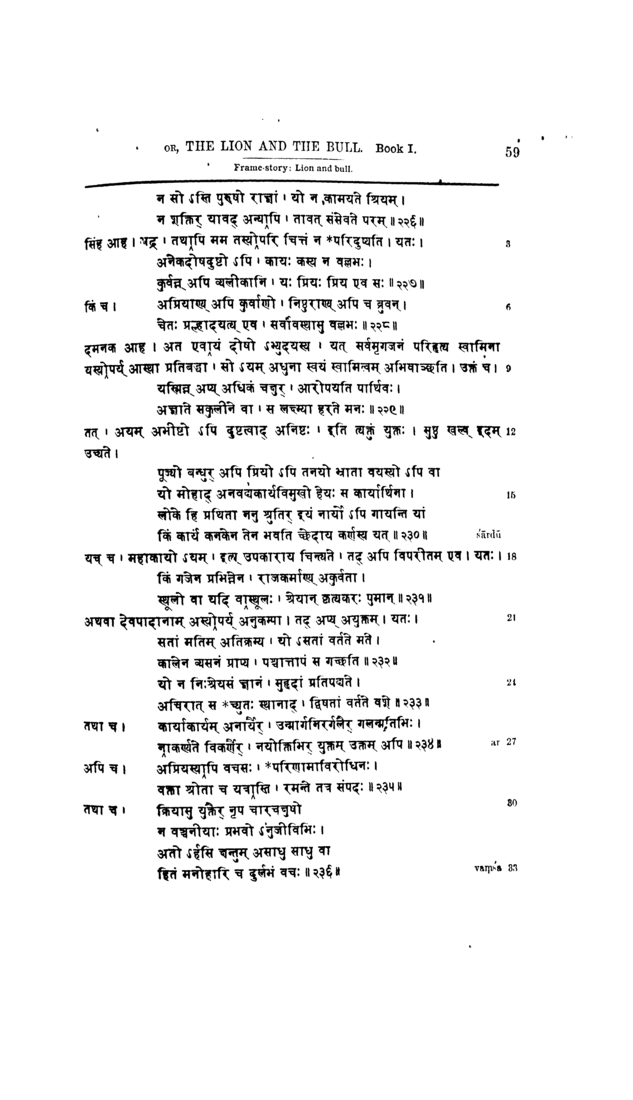 OR, THE LION AND THE BULL. Book I. 59
Frame-story: Lion and bull.
न सो ऽस्ति पुरुषो राज्ञां । यो न कामयते श्रियम् ।
न शक्तिर् यावद् अन्यापि । तावत् संसेवते परम् ॥२२६॥
सिंह आह । भद्र । तथापि मम तस्योपरि चित्तं न *परिदुष्यति । यतः । 3
अनेकदोषदुष्टो ऽपि । कायः कस्य न वल्लभः ।
कुर्वन्न् अपि व्यलीकानि । यः प्रियः प्रिय एव सः ॥२२७॥
किं च । अप्रियाण्य् अपि कुर्वाणो । निष्ठुराण्य् अपि च ब्रुवन् । 6
चेतः प्रल्हादयत्य् एव । सर्वावस्थासु वल्लभः ॥२२८॥
दमनक आह । अत एवायं दोषो ऽभ्युदयस्य । यत् सर्वमृगजनं परिहृत्य स्वामिना
यस्योपर्य् आस्था प्रतिबद्धा । सो ऽयम् अधुना स्वयं स्वामित्वम् अभिवाञ्छति । उक्तं च । 9
यस्मिन्न् अप्य् अधिकं चक्षुर् । आरोपयति पार्थिवः ।
अज्ञाते सकुलीने वा । स लक्ष्म्या हरते मनः ॥२२९॥
तत् । अयम् अभीष्टो ऽपि दुष्टत्वाद् अनिष्टः । इति त्यक्तुं युक्तः । सुष्ठु खल्व् इदम् 12
उच्यते ।
पूज्यो बन्धुर् अपि प्रियो ऽपि तनयो भ्राता वयस्यो ऽपि वा
यो मोहाद् अनवद्यकार्यविमुखो हेयः स कार्यार्थिना । 15
लोके हि प्रथिता ननु श्रुतिर् इयं नार्यो ऽपि गायन्ति यां
किं कार्यं कनकेन तेन भवति च्छेदाय कर्णस्य यत् ॥२३०॥ śārdū
यच् च । महाकायो ऽयम् । इत्य् उपकाराय चिन्त्यते । तद् अपि विपरीतम् एव । यतः । 18
किं गजेन प्रभिन्नेन । राजकर्माण्य् अकुर्वता ।
स्थूलो वा यदि वास्थूलः । श्रेयान् कृत्यकरः पुमान् ॥२३१॥
अथवा देवपादानाम् अस्योपर्य् अनुकम्पा । तद् अप्य् अयुक्तम् । यतः । 21
सतां मतिम् अतिक्रम्य । यो ऽसतां वर्तते मते ।
कालेन व्यसनं प्राप्य । पश्चात्तापं स गच्छति ॥२३२॥
यो न निःश्रेयसं ज्ञानं । सुहृदां प्रतिपद्यते । 24
अचिरात् स *च्युतः स्थानाद् । द्विषतां वर्तते वशे ॥२३३॥
तथा च । कार्याकार्यम् अनार्यैर् । उन्मार्गनिरर्गलैर् गलन्मतिभिः ।
नाकर्ण्यते विकर्णैर् । नयोक्तिभिर् युक्तम् उक्तम् अपि ॥२३४॥ ar 27
अपि च । अप्रियस्यापि वचसः । *परिणामाविरोधिनः ।
वक्ता श्रोता च यत्रास्ति । रमन्ते तत्र संपदः ॥२३५॥
तथा च । क्रियासु युक्तैर् नृप चारचक्षुषो 30
न वञ्चनीयाः प्रभवो ऽनुजीविभिः ।
अतो ऽर्हसि क्षन्तुम् असाधु साधु वा
हितं मनोहारि च दुर्लभं वचः ॥२३६॥ vaṃśa 33